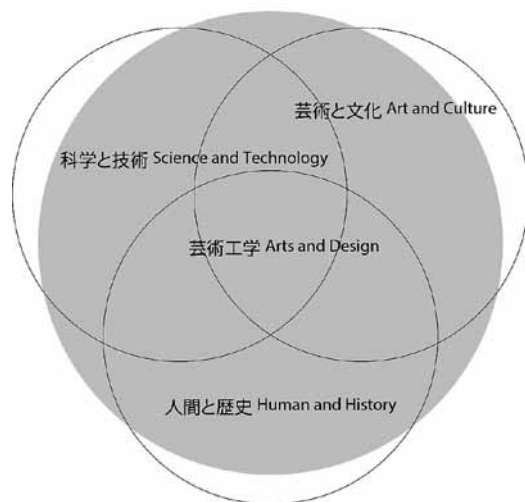 芸術と文化 Art and Culture
科学と技術 Science and Technology
芸術工学 Arts and Design
人間と歴史 Human and History